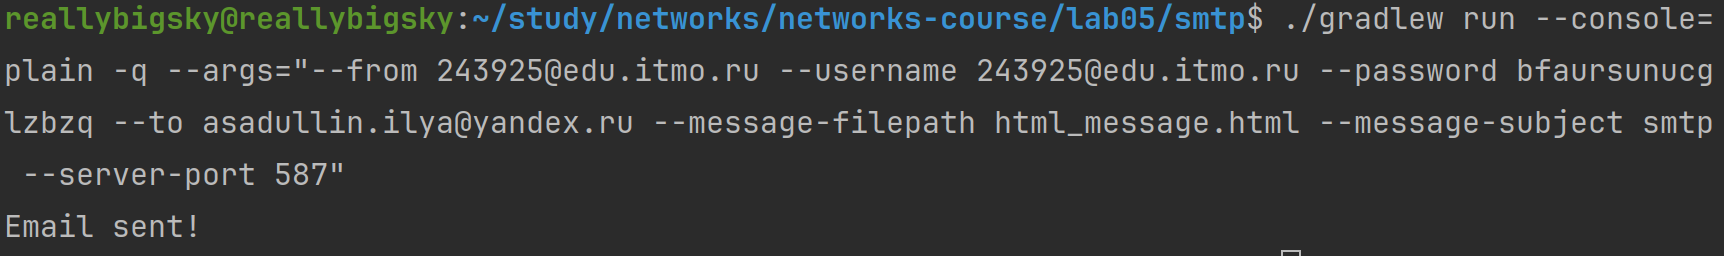 reallybigsky@reallybigsky:~/study/networks/networks-course/lab05/smtp$ ./gradlew run --console=
plain -q --args="--from 243925@edu.itmo.ru --username 243925@edu.itmo.ru --password bfaursunucg
lzbzq --to asadullin.ilya@yandex.ru --message-filepath html_message.html --message-subject smtp
 --server-port 587"
Email sent!